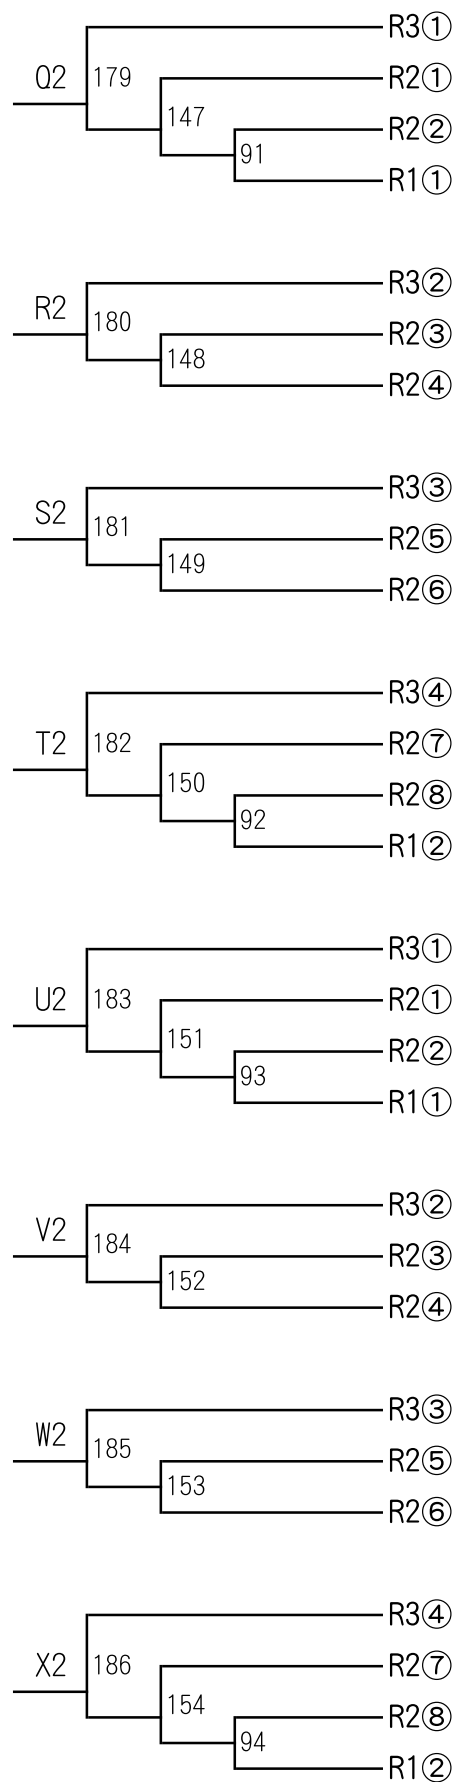 R3①
Q2
179
R2①
147
R2②
91
R1①
R3②
R2
180
R2③
148
R2④
R3③
S2
181
R2⑤
149
R2⑥
R3④
T2
182
R2⑦
150
R2⑧
92
R1②
R3①
U2
183
R2①
151
R2②
93
R1①
R3②
V2
184
R2③
152
R2④
R3③
W2
185
R2⑤
153
R2⑥
R3④
X2
186
R2⑦
154
R2⑧
94
R1②